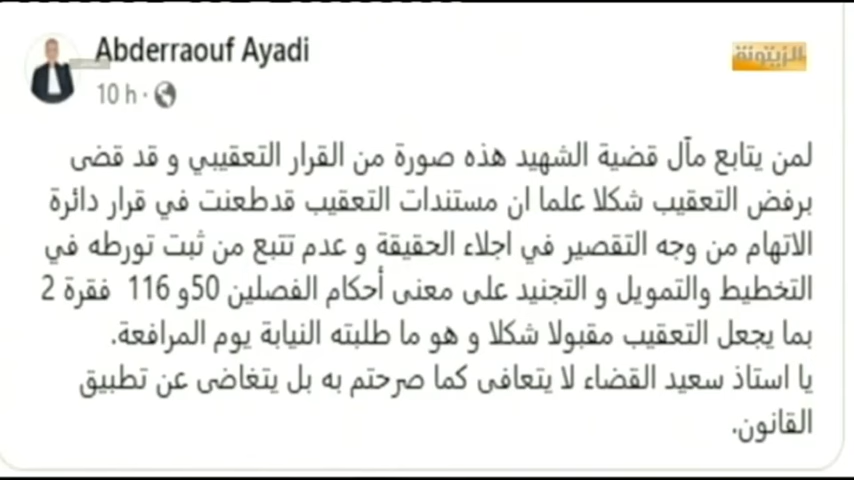 Abderraouf Ayadi
الزيتونة
10 h ·
لمن يتابع مآل قضية الشهيد هذه صورة من القرار التعقيبي و قد قضى
برفض التعقيب شكلا علما ان مستندات التعقيب قدطعنت في قرار دائرة
الاتهام من وجه التقصير في اجلاء الحقيقة و عدم تتبع من ثبت تورطه في
التخطيط والتمويل و التجنيد على معنى أحكام الفصلين 50و 116 فقرة 2
بما يجعل التعقيب مقبولا شكلا و هو ما طلبته النيابة يوم المرافعة.
يا استاذ سعيد القضاء لا يتعافى كما صرحتم به بل يتغاضى عن تطبيق
القانون.